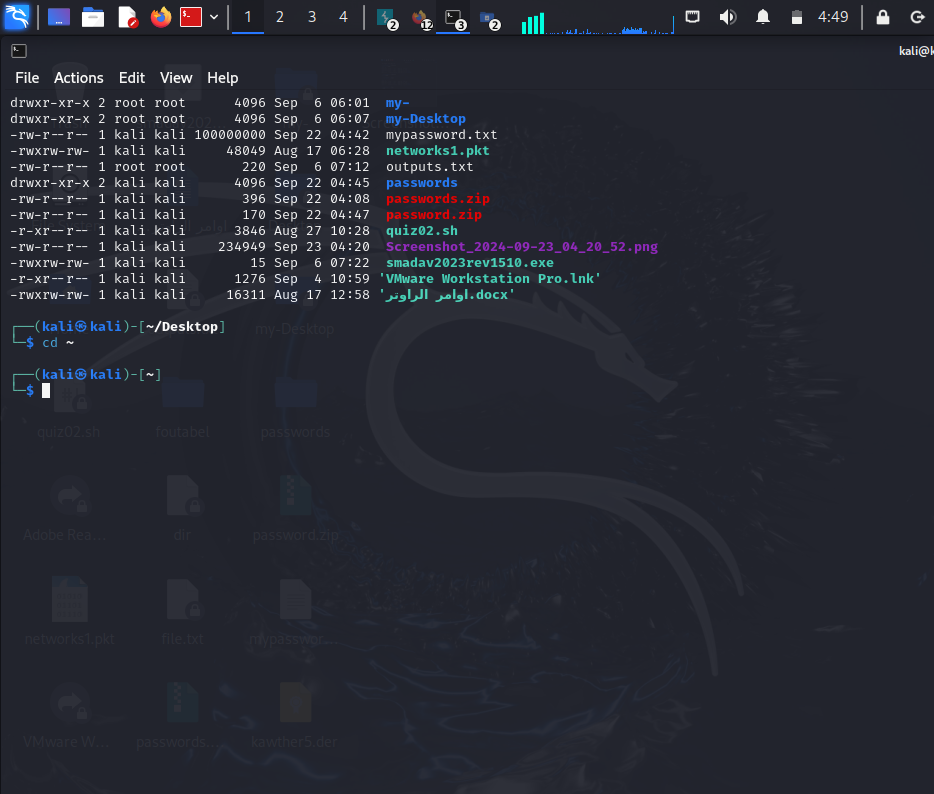 1 2 3 4 2 12 3 2 4:49
kali@k
File Actions Edit View Help
drwxr-xr-x 2 root root 4096 Sep 6 06:01 my-
drwxr-xr-x 2 root root 4096 Sep 6 06:07 my-Desktop
-rw-r--r-- 1 kali kali 100000000 Sep 22 04:42 mypassword.txt
-rwxrw-rw- 1 kali kali 48049 Aug 17 06:28 networks1.pkt
-rw-r--r-- 1 root root 220 Sep 6 07:12 outputs.txt
drwxr-xr-x 2 kali kali 4096 Sep 22 04:45 passwords
-rw-r--r-- 1 kali kali 396 Sep 22 04:08 passwords.zip
-rw-r--r-- 1 kali kali 170 Sep 22 04:47 password.zip
-r-xr--r-- 1 kali kali 3846 Aug 27 10:28 quiz02.sh
-rw-r--r-- 1 kali kali 234949 Sep 23 04:20 Screenshot_2024-09-23_04_20_52.png
-rwxrw-rw- 1 kali kali 15 Sep 6 07:22 smadav2023rev1510.exe
-r-xr--r-- 1 kali kali 1276 Sep 4 10:59 'VMware Workstation Pro.lnk'
-rwxrw-rw- 1 kali kali 16311 Aug 17 12:58 'اوامر الراوتر.docx'
┌──(kali㉿kali)-[~/Desktop]
└─$ cd ~
my-Desktop
┌──(kali㉿kali)-[~]
└─$
quiz02.sh foutabel passwords
Adobe Rea... dir password.zip
networks1.pkt file.txt mypasswor...
VMware W... passwords.... kawther5.der